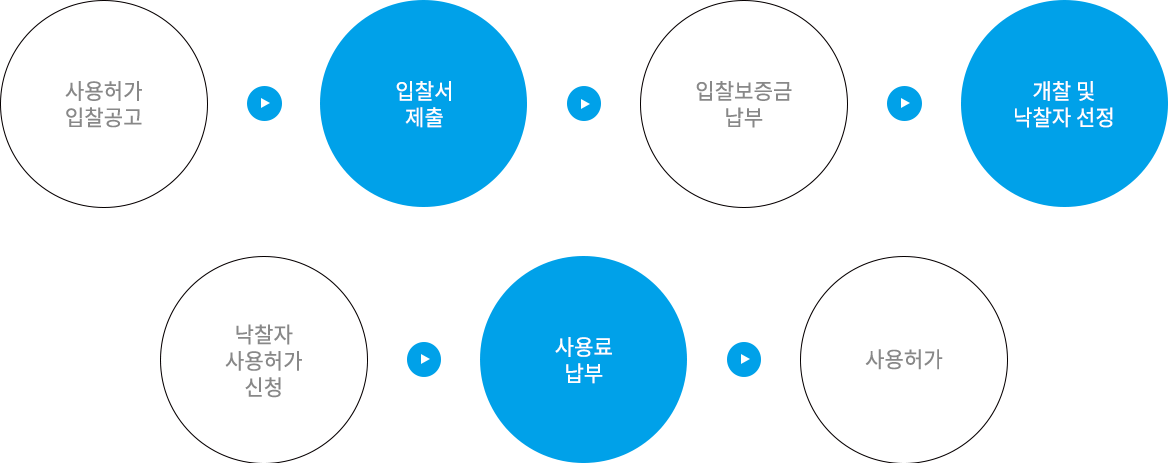 사용허가
입찰공고
입찰서
제출
입찰보증금
납부
개찰 및
낙찰자 선정
낙찰자
사용허가
신청
사용료
납부
사용허가